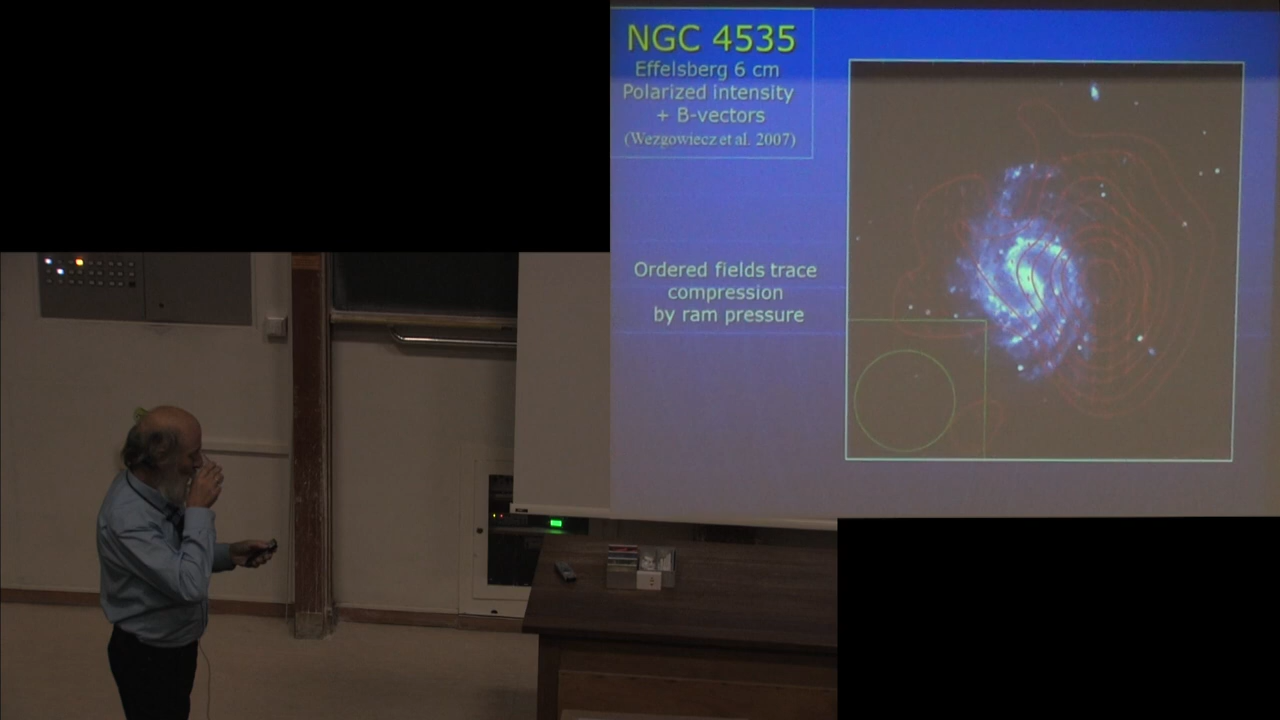 NGC 4535
Effelsberg 6 cm
Polarized intensity
+ B-vectors
(Wezgowiecz et al. 2007)
Ordered fields trace
compression
by ram pressure